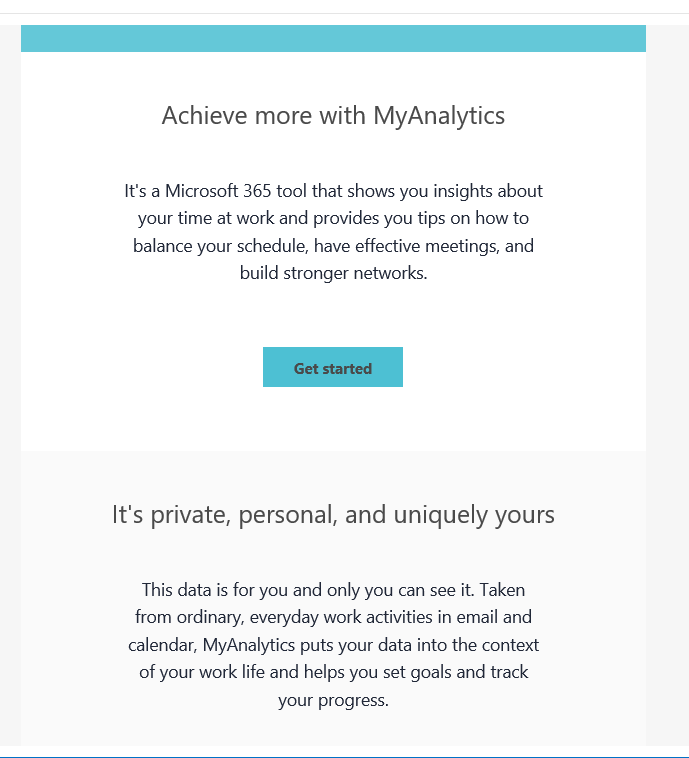 Achieve more with MyAnalytics
It's a Microsoft 365 tool that shows you insights about
your time at work and provides you tips on how to
balance your schedule, have effective meetings, and
build stronger networks.
Get started
It's private, personal, and uniquely yours
This data is for you and only you can see it. Taken
from ordinary, everyday work activities in email and
calendar, MyAnalytics puts your data into the context
of your work life and helps you set goals and track
your progress.